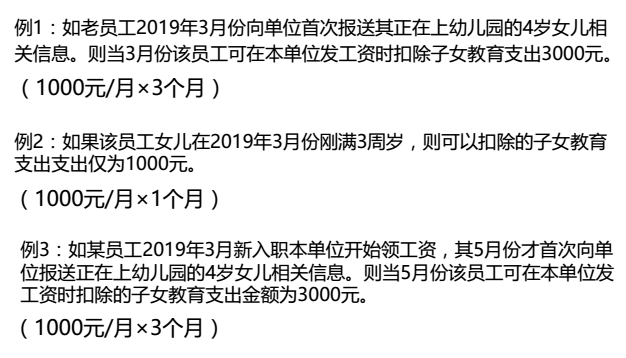 例1：如老员工2019年3月份向单位首次报送其正在上幼儿园的4岁女儿相
关信息。则当3月份该员工可在本单位发工资时扣除子女教育支出3000元。
（1000元/月×3个月）
例2：如果该员工女儿在2019年3月份刚满3周岁，则可以扣除的子女教育
支出支出仅为1000元。
（1000元/月×1个月）
例3：如某员工2019年3月新入职本单位开始领工资，其5月份才首次向单
位报送正在上幼儿园的4岁女儿相关信息。则当5月份该员工可在本单位发
工资时扣除的子女教育支出金额为3000元。
（1000元/月×3个月）